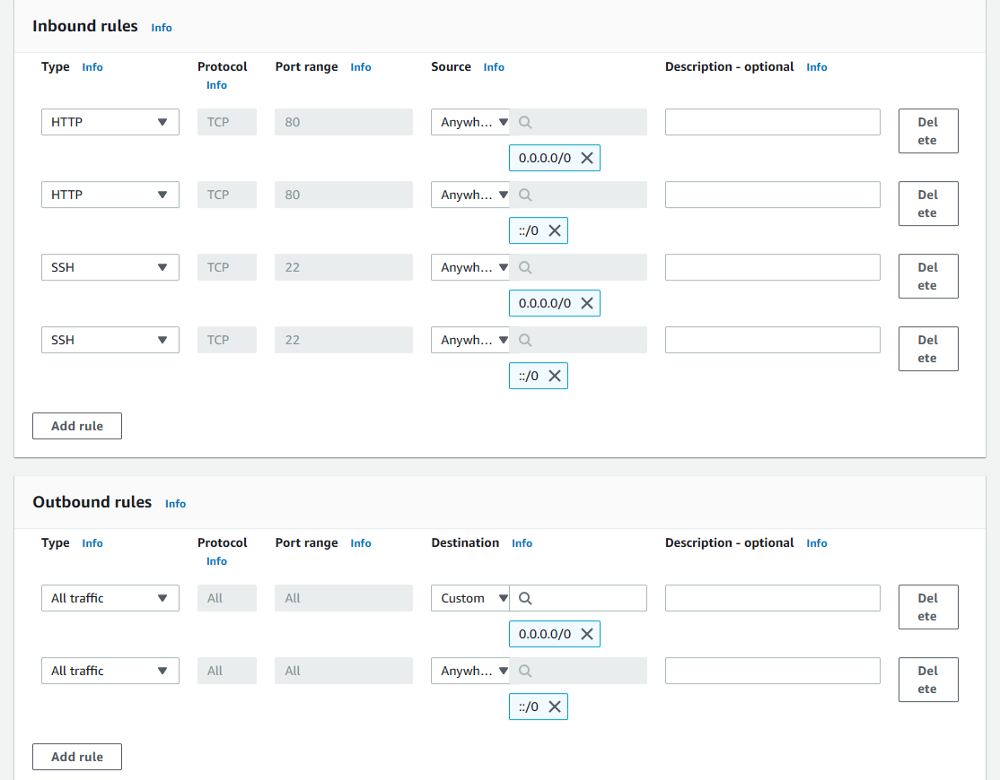 Inbound rules Info
Type Info Protocol Info Port range Info Source Info Description - optional Info
HTTP TCP 80 Anywh... Del ete
0.0.0.0/0
HTTP TCP 80 Anywh... Del ete
::/0
SSH TCP 22 Anywh... Del ete
0.0.0.0/0
SSH TCP 22 Anywh... Del ete
::/0
Add rule
Outbound rules Info
Type Info Protocol Info Port range Info Destination Info Description - optional Info
All traffic All All Custom Del ete
0.0.0.0/0
All traffic All All Anywh... Del ete
::/0
Add rule